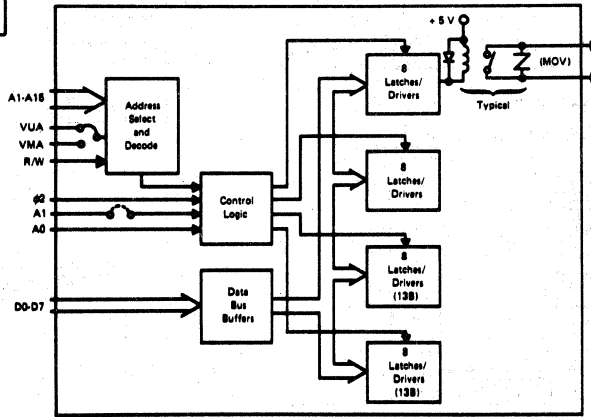 + 5 V
8
Latches/
Drivers
(MOV)
Typical
A1-A15
VUA
VMA
R/W
Address
Select
and
Decode
8
Latches/
Drivers
ϕ2
A1
A0
Control
Logic
8
Latches/
Drivers
(13B)
D0-D7
Data
Bus
Buffers
8
Latches/
Drivers
(13B)